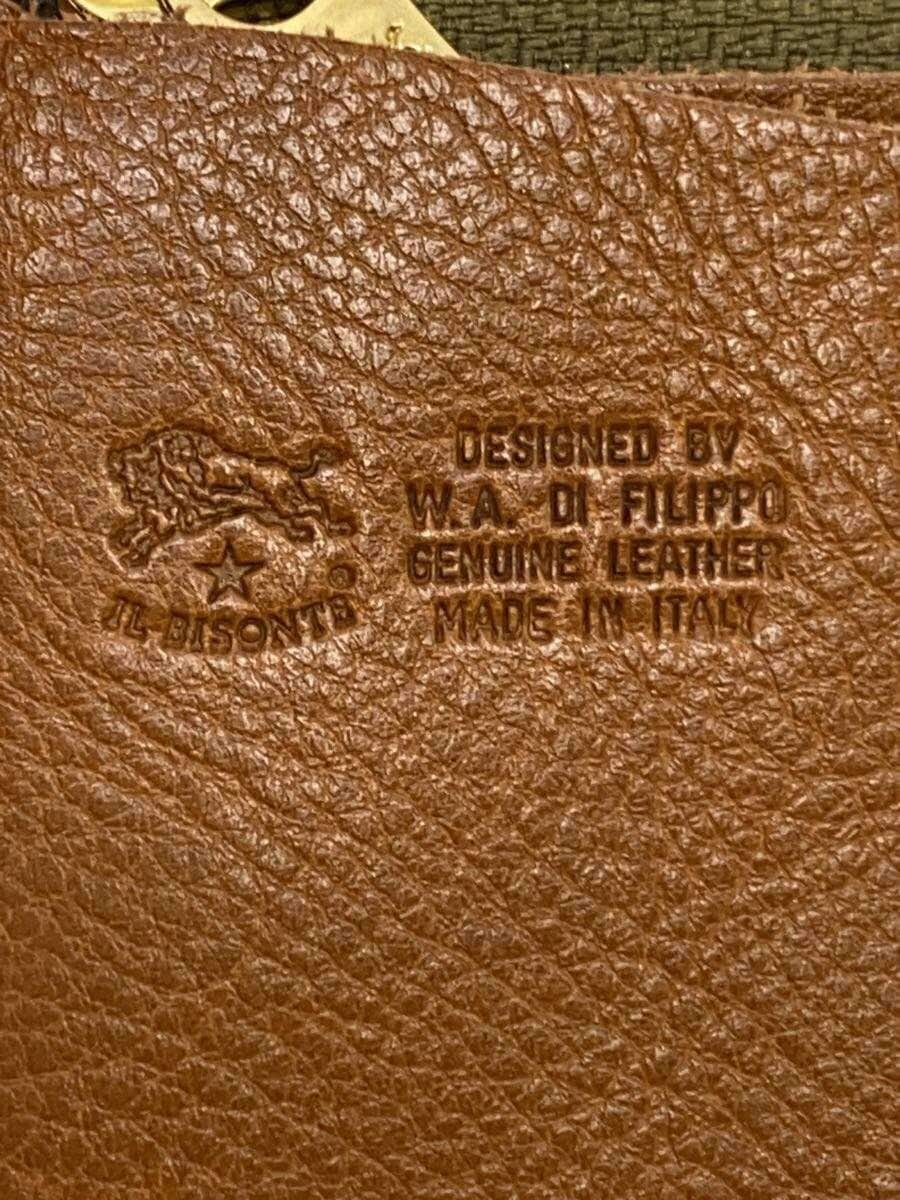 IL BISONTE
DESIGNED BY
W.A. DI FILIPPO
GENUINE LEATHER
MADE IN ITALY